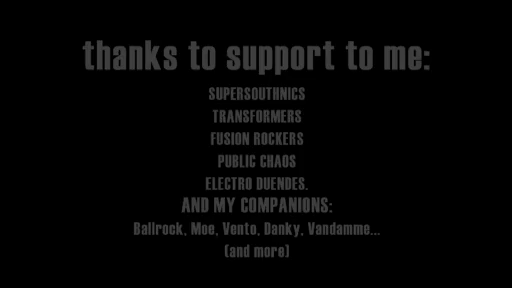 thanks to support to me:
SUPERSOUTHNICS
TRANSFORMERS
FUSION ROCKERS
PUBLIC CHAOS
ELECTRO DUENDES.
AND MY COMPANIONS:
Ballrock, Moe, Vento, Danky, Vandamme...
(and more)